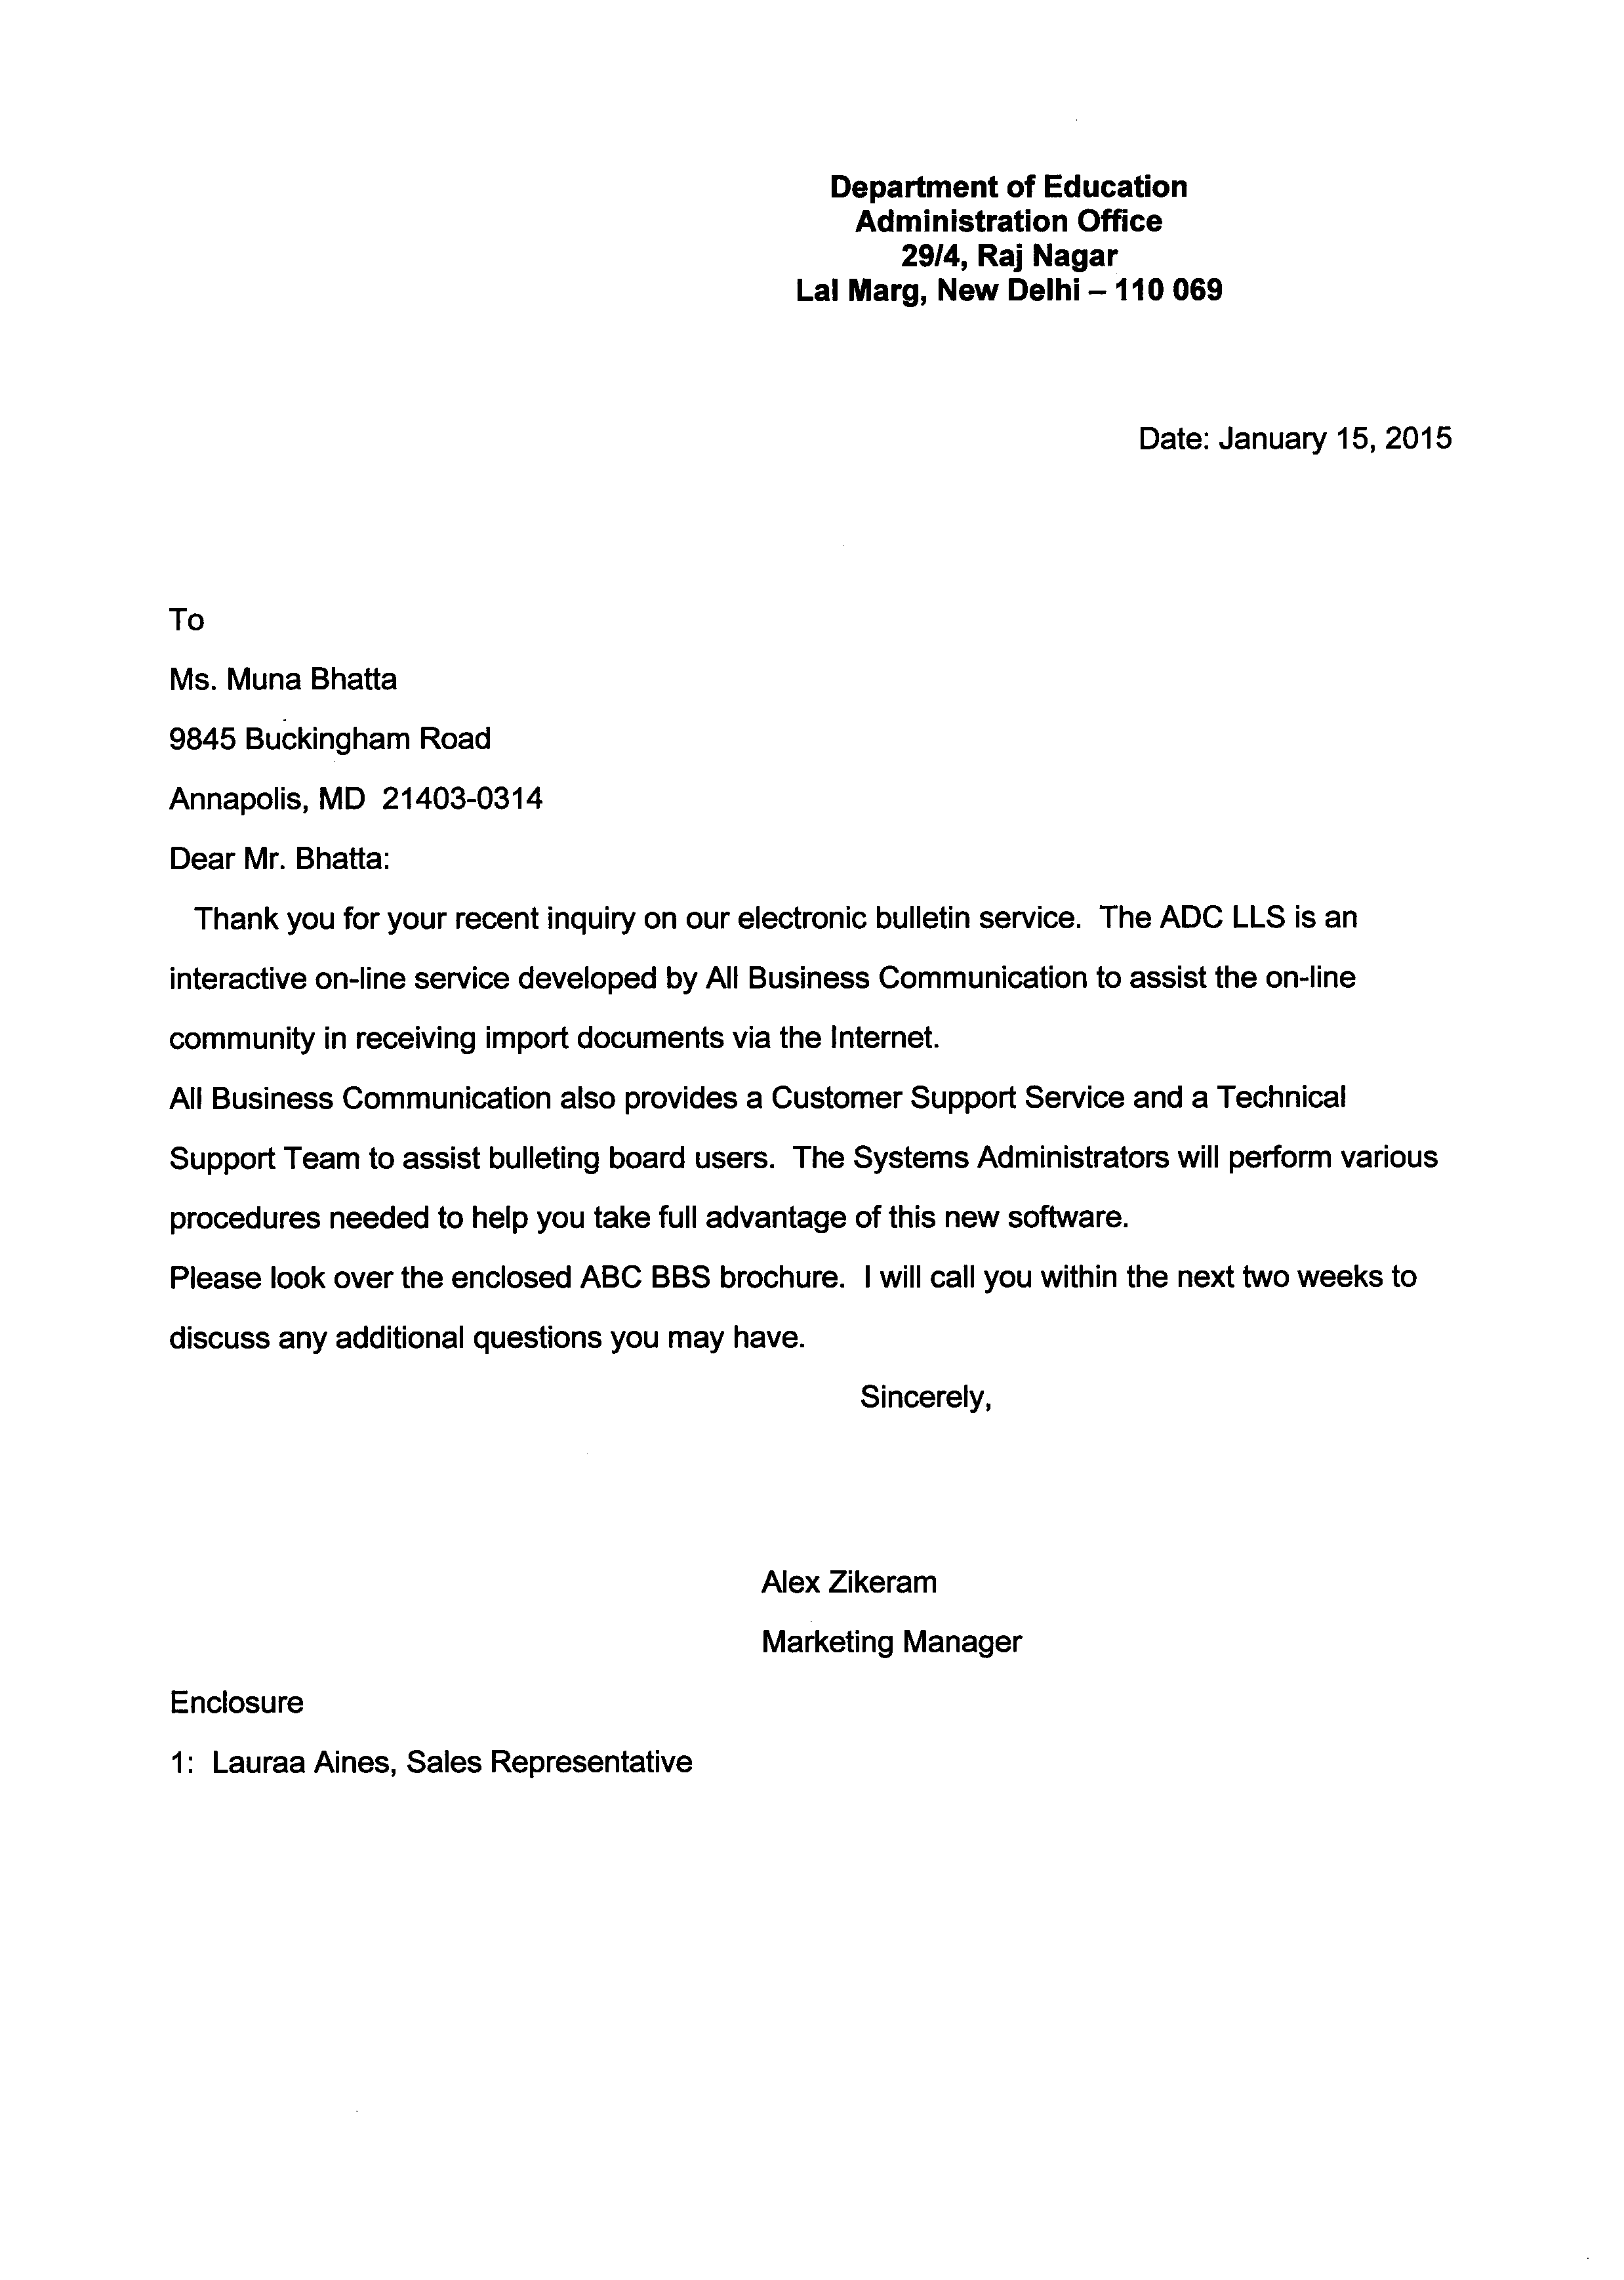 Department of Education
Administration Office
29/4, Raj Nagar
Lal Marg, New Delhi – 110 069
Date: January 15, 2015
To
Ms. Muna Bhatta
9845 Buckingham Road
Annapolis, MD  21403-0314
Dear Mr. Bhatta:
Thank you for your recent inquiry on our electronic bulletin service.  The ADC LLS is an
interactive on-line service developed by All Business Communication to assist the on-line
community in receiving import documents via the Internet.
All Business Communication also provides a Customer Support Service and a Technical
Support Team to assist bulleting board users.  The Systems Administrators will perform various
procedures needed to help you take full advantage of this new software.
Please look over the enclosed ABC BBS brochure.  I will call you within the next two weeks to
discuss any additional questions you may have.
Sincerely,
Alex Zikeram
Marketing Manager
Enclosure
1:  Lauraa Aines, Sales Representative